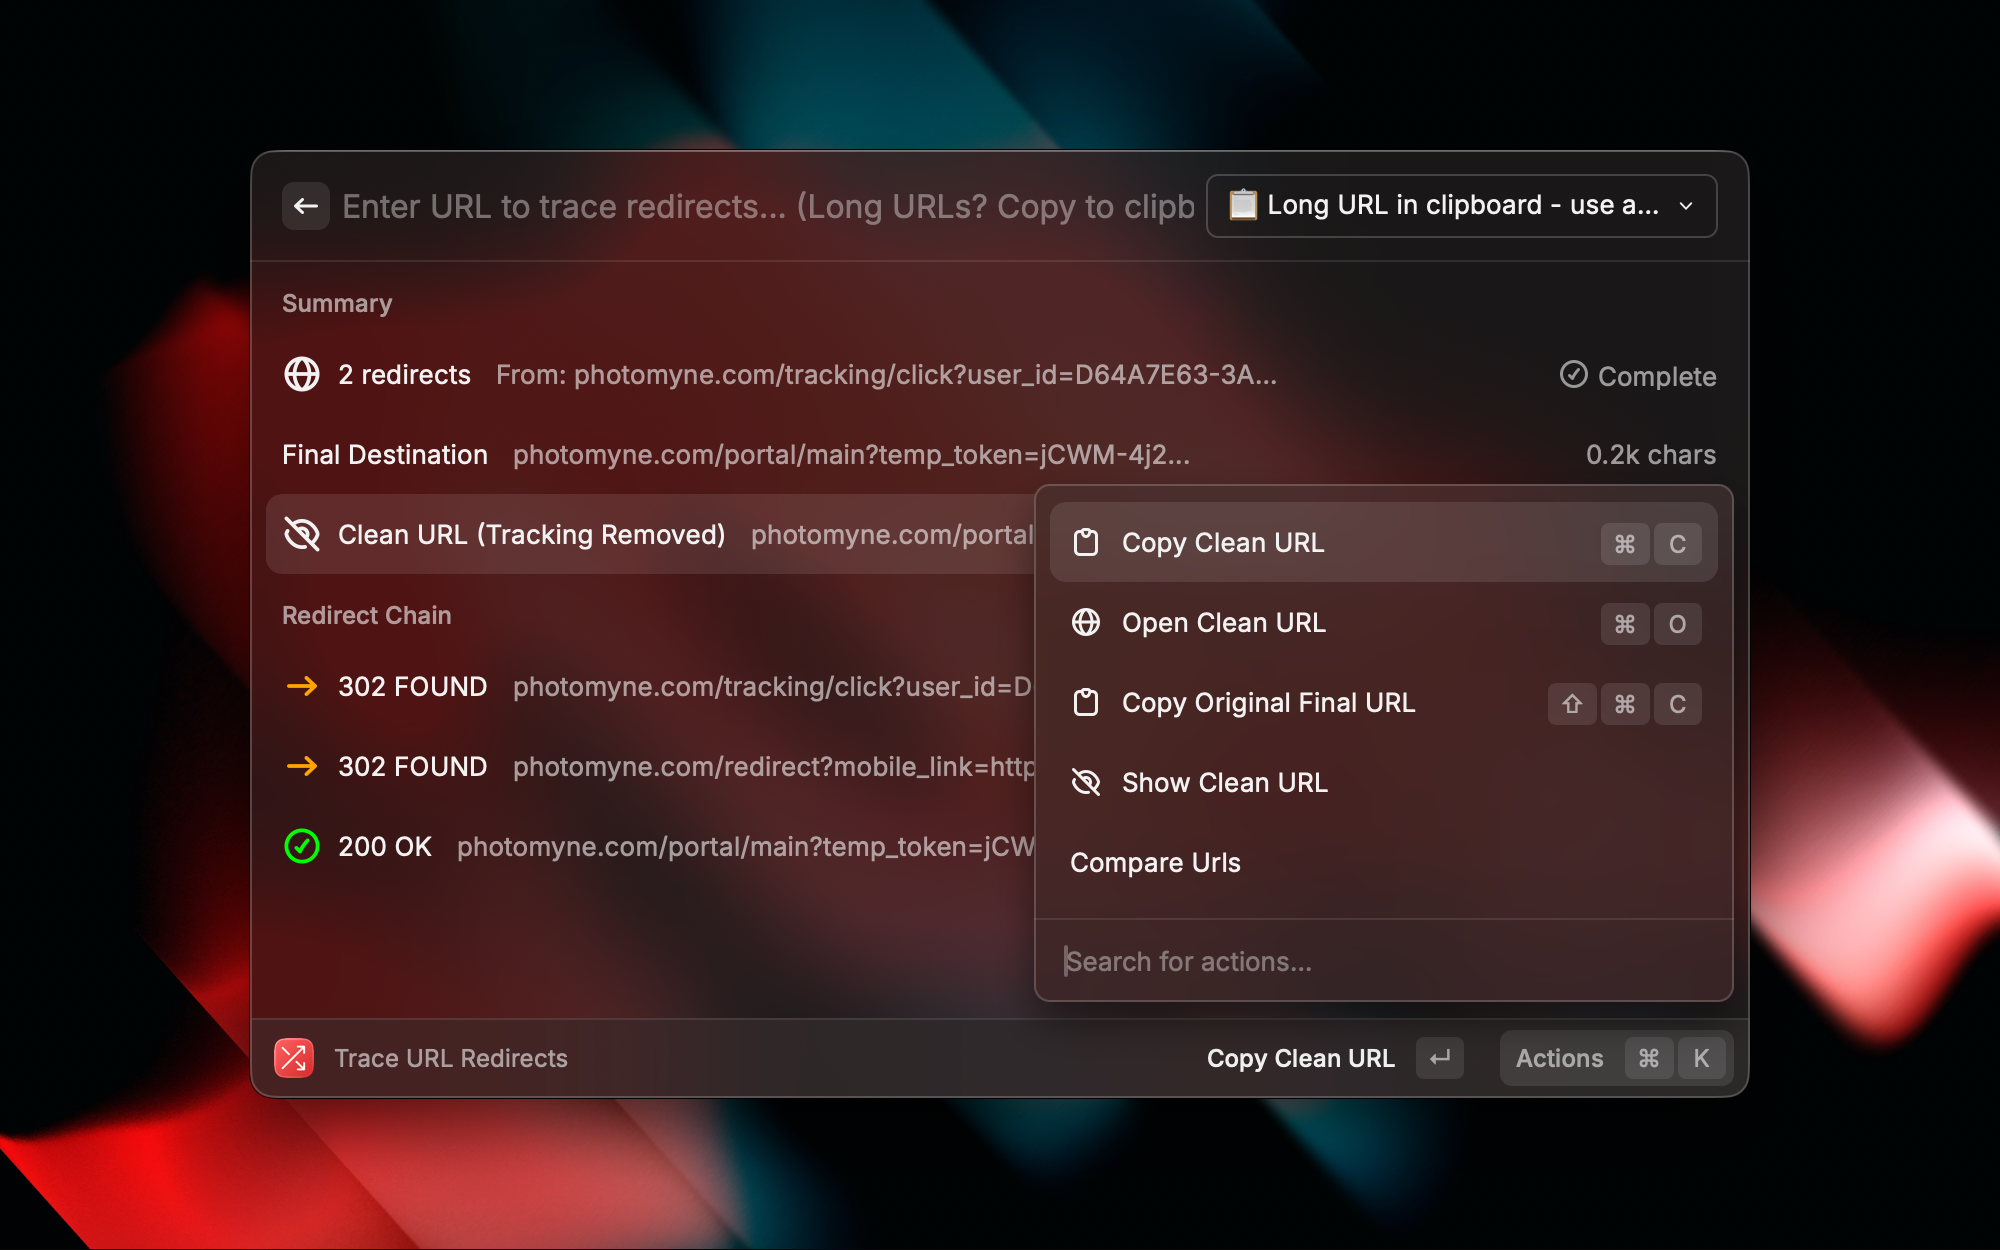 Enter URL to trace redirects... (Long URLs? Copy to clipb
Long URL in clipboard - use a...
Summary
2 redirects From: photomyne.com/tracking/click?user_id=D64A7E63-3A... Complete
Final Destination photomyne.com/portal/main?temp_token=jCWM-4j2... 0.2k chars
Clean URL (Tracking Removed) photomyne.com/portal
Redirect Chain
302 FOUND photomyne.com/tracking/click?user_id=D
302 FOUND photomyne.com/redirect?mobile_link=http
200 OK photomyne.com/portal/main?temp_token=jCW
Copy Clean URL ⌘ C
Open Clean URL ⌘ O
Copy Original Final URL ⇧ ⌘ C
Show Clean URL
Compare Urls
Search for actions...
Trace URL Redirects
Copy Clean URL ↵
Actions ⌘ K